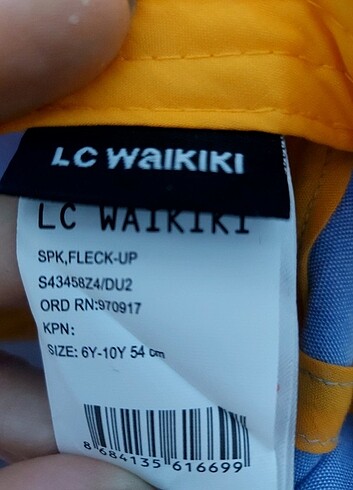 LC WAIKIKI
LC WAIKIKI
SPK,FLECK-UP
S43458Z4/DU2
ORD RN:970917
KPN:
SIZE: 6Y-10Y 54 cm
8 684135 616699